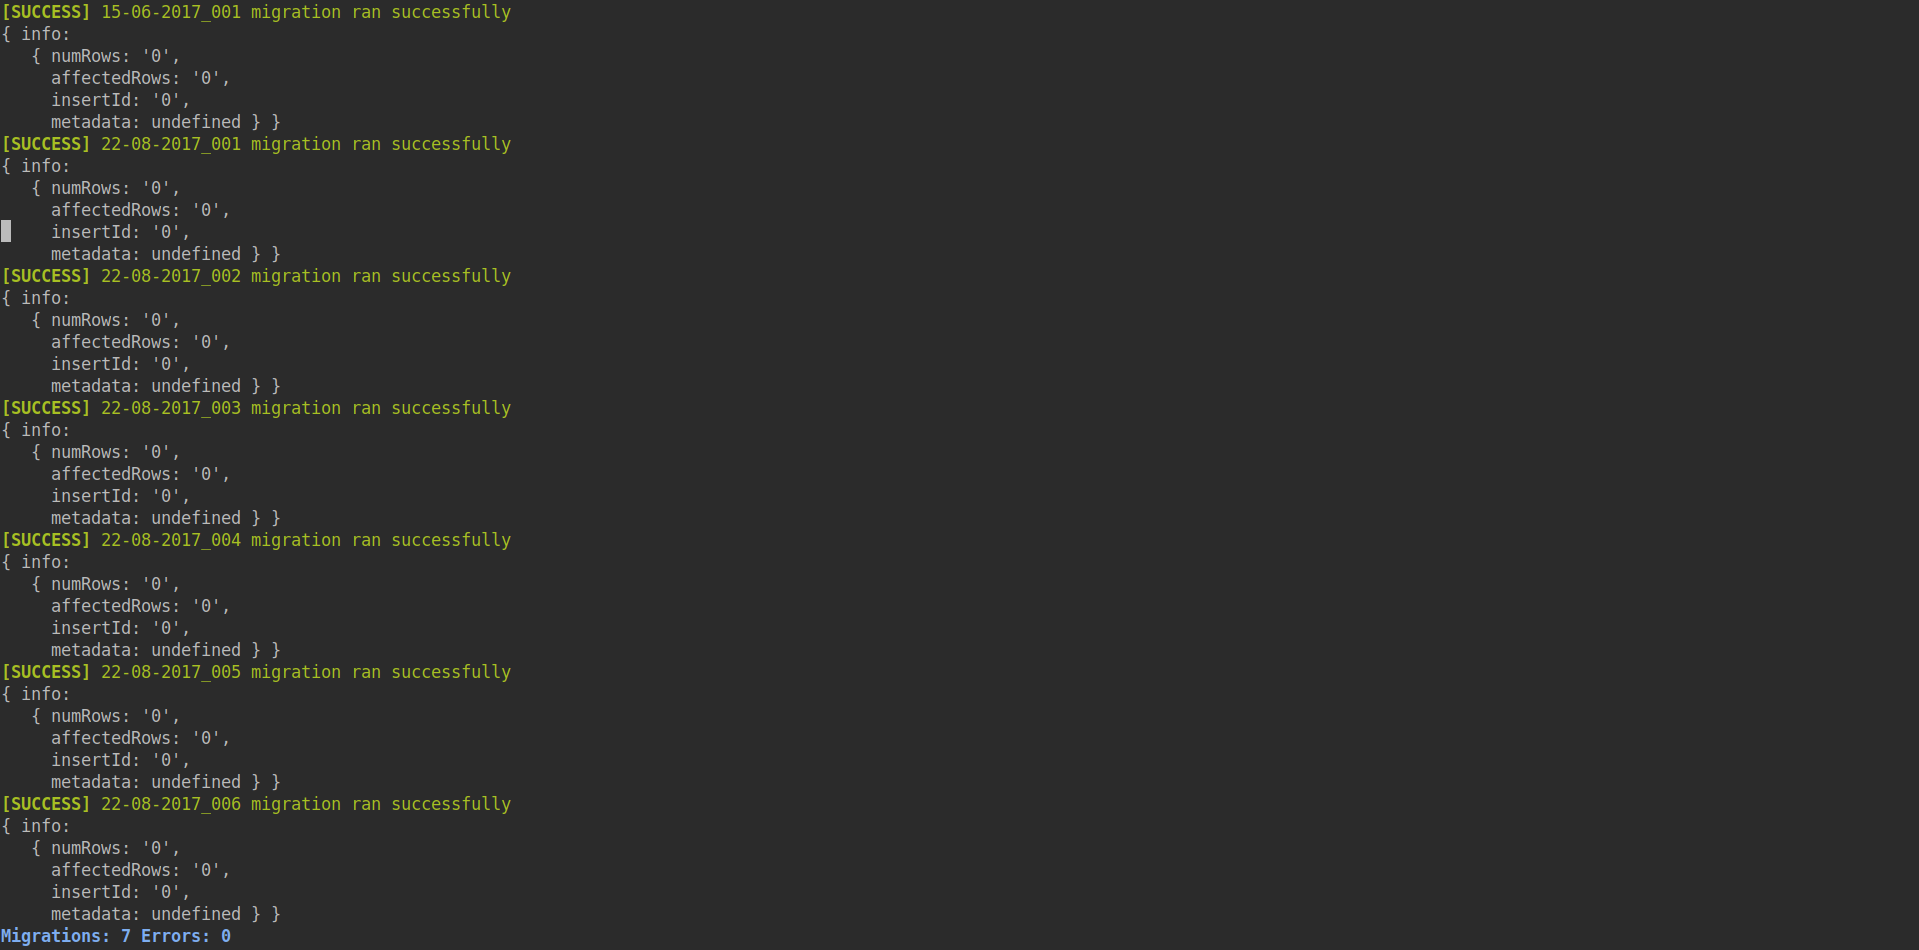 [SUCCESS] 15-06-2017_001 migration ran successfully
{ info:
   { numRows: '0',
     affectedRows: '0',
     insertId: '0',
     metadata: undefined } }
[SUCCESS] 22-08-2017_001 migration ran successfully
{ info:
   { numRows: '0',
     affectedRows: '0',
     insertId: '0',
     metadata: undefined } }
[SUCCESS] 22-08-2017_002 migration ran successfully
{ info:
   { numRows: '0',
     affectedRows: '0',
     insertId: '0',
     metadata: undefined } }
[SUCCESS] 22-08-2017_003 migration ran successfully
{ info:
   { numRows: '0',
     affectedRows: '0',
     insertId: '0',
     metadata: undefined } }
[SUCCESS] 22-08-2017_004 migration ran successfully
{ info:
   { numRows: '0',
     affectedRows: '0',
     insertId: '0',
     metadata: undefined } }
[SUCCESS] 22-08-2017_005 migration ran successfully
{ info:
   { numRows: '0',
     affectedRows: '0',
     insertId: '0',
     metadata: undefined } }
[SUCCESS] 22-08-2017_006 migration ran successfully
{ info:
   { numRows: '0',
     affectedRows: '0',
     insertId: '0',
     metadata: undefined } }
Migrations: 7 Errors: 0